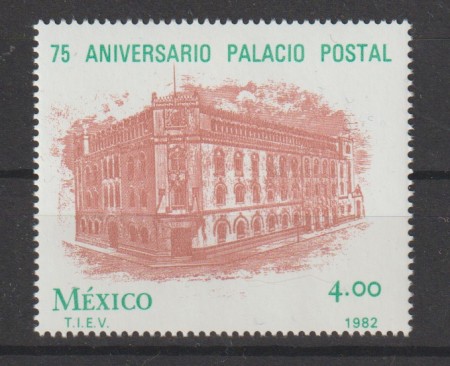 75 ANIVERSARIO PALACIO POSTAL
MÉXICO 4.00
T.I.E.V. 1982